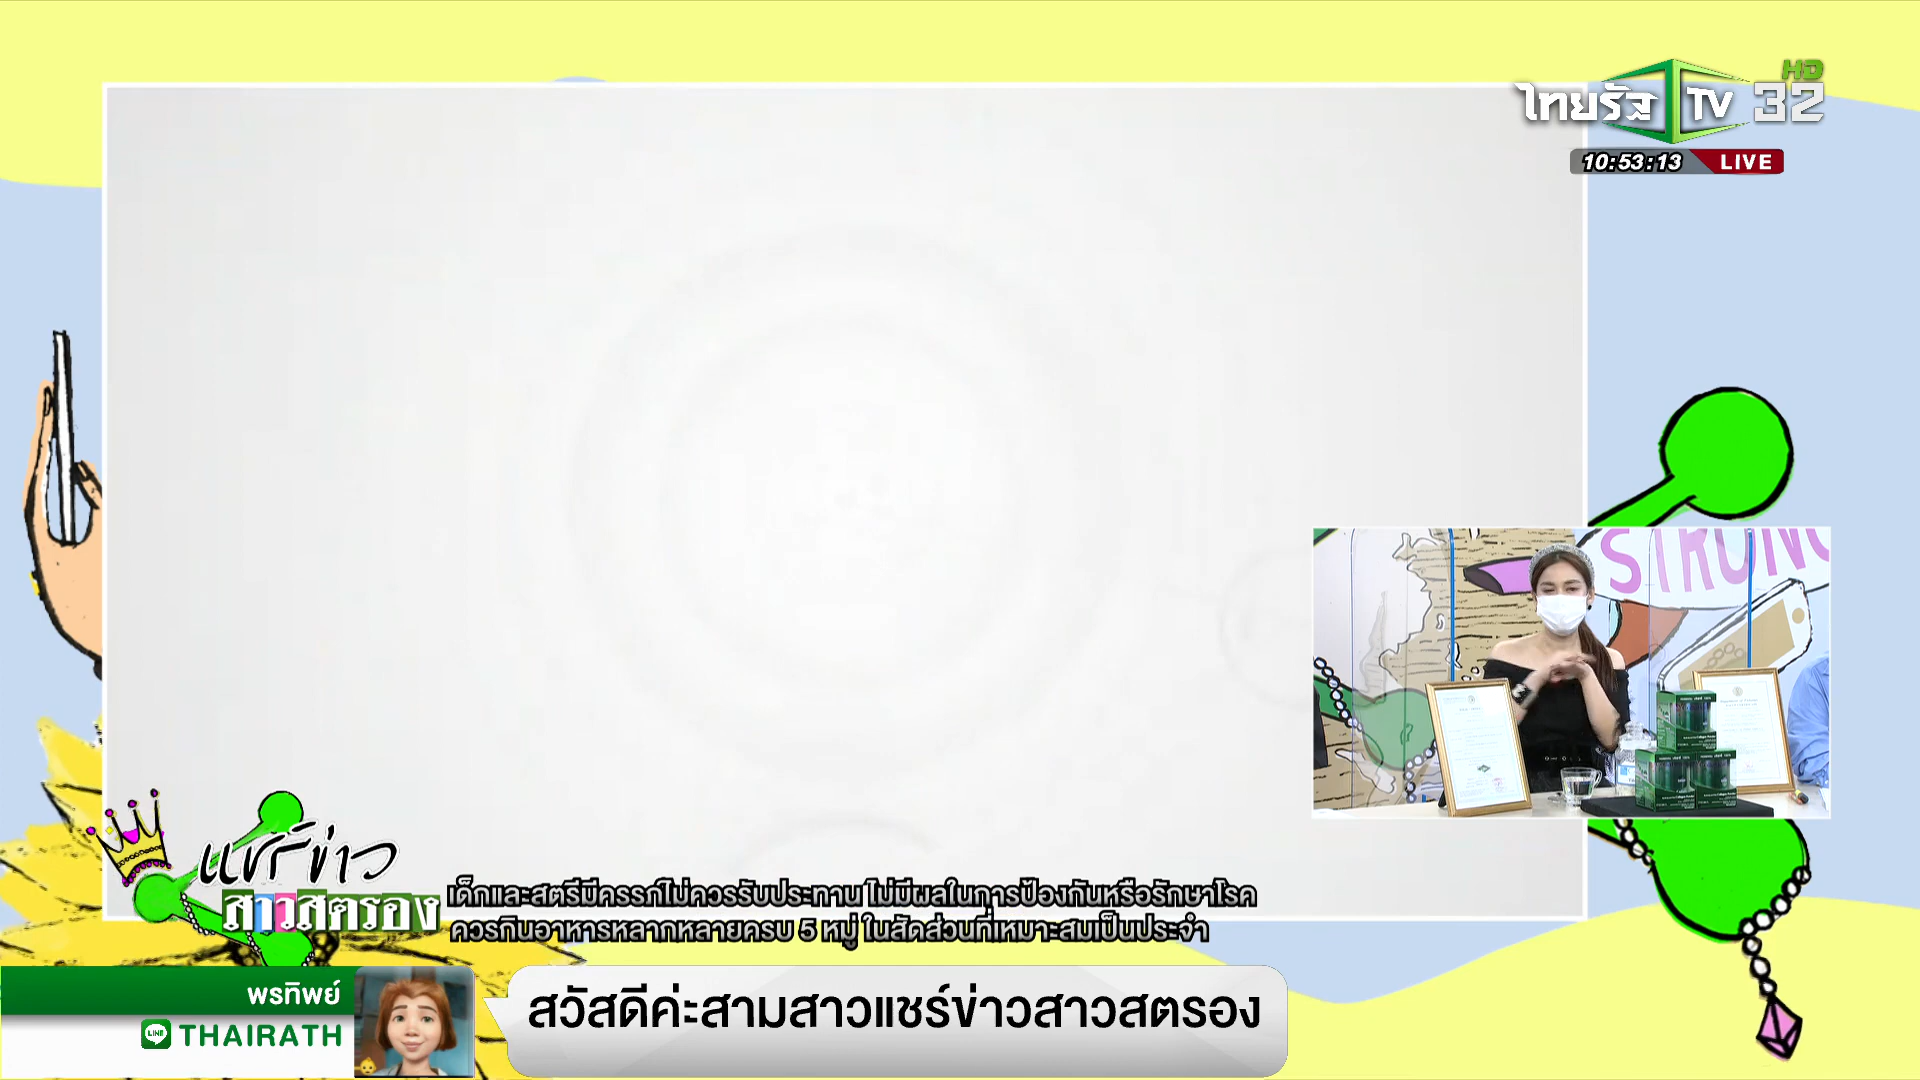 HD
ไทยรัฐ TV 32
10:53:13 LIVE
STRONG
แชร์ข่าว
สาวสตรอง
เด็กและสตรีมีครรภ์ไม่ควรรับประทาน ไม่มีผลในการป้องกันหรือรักษาโรค
ควรกินอาหารหลากหลายครบ 5 หมู่ ในสัดส่วนที่เหมาะสมเป็นประจำ
พรทิพย์
LINE THAIRATH
สวัสดีค่ะสามสาวแชร์ข่าวสาวสตรอง